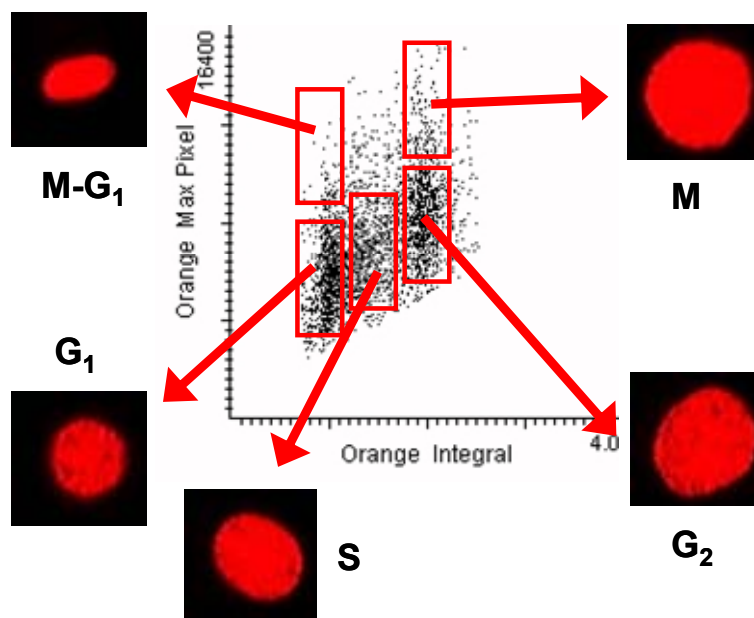 16400
Orange Max Pixel
M-G₁
M
G₁
Orange Integral
4.0
S
G₂